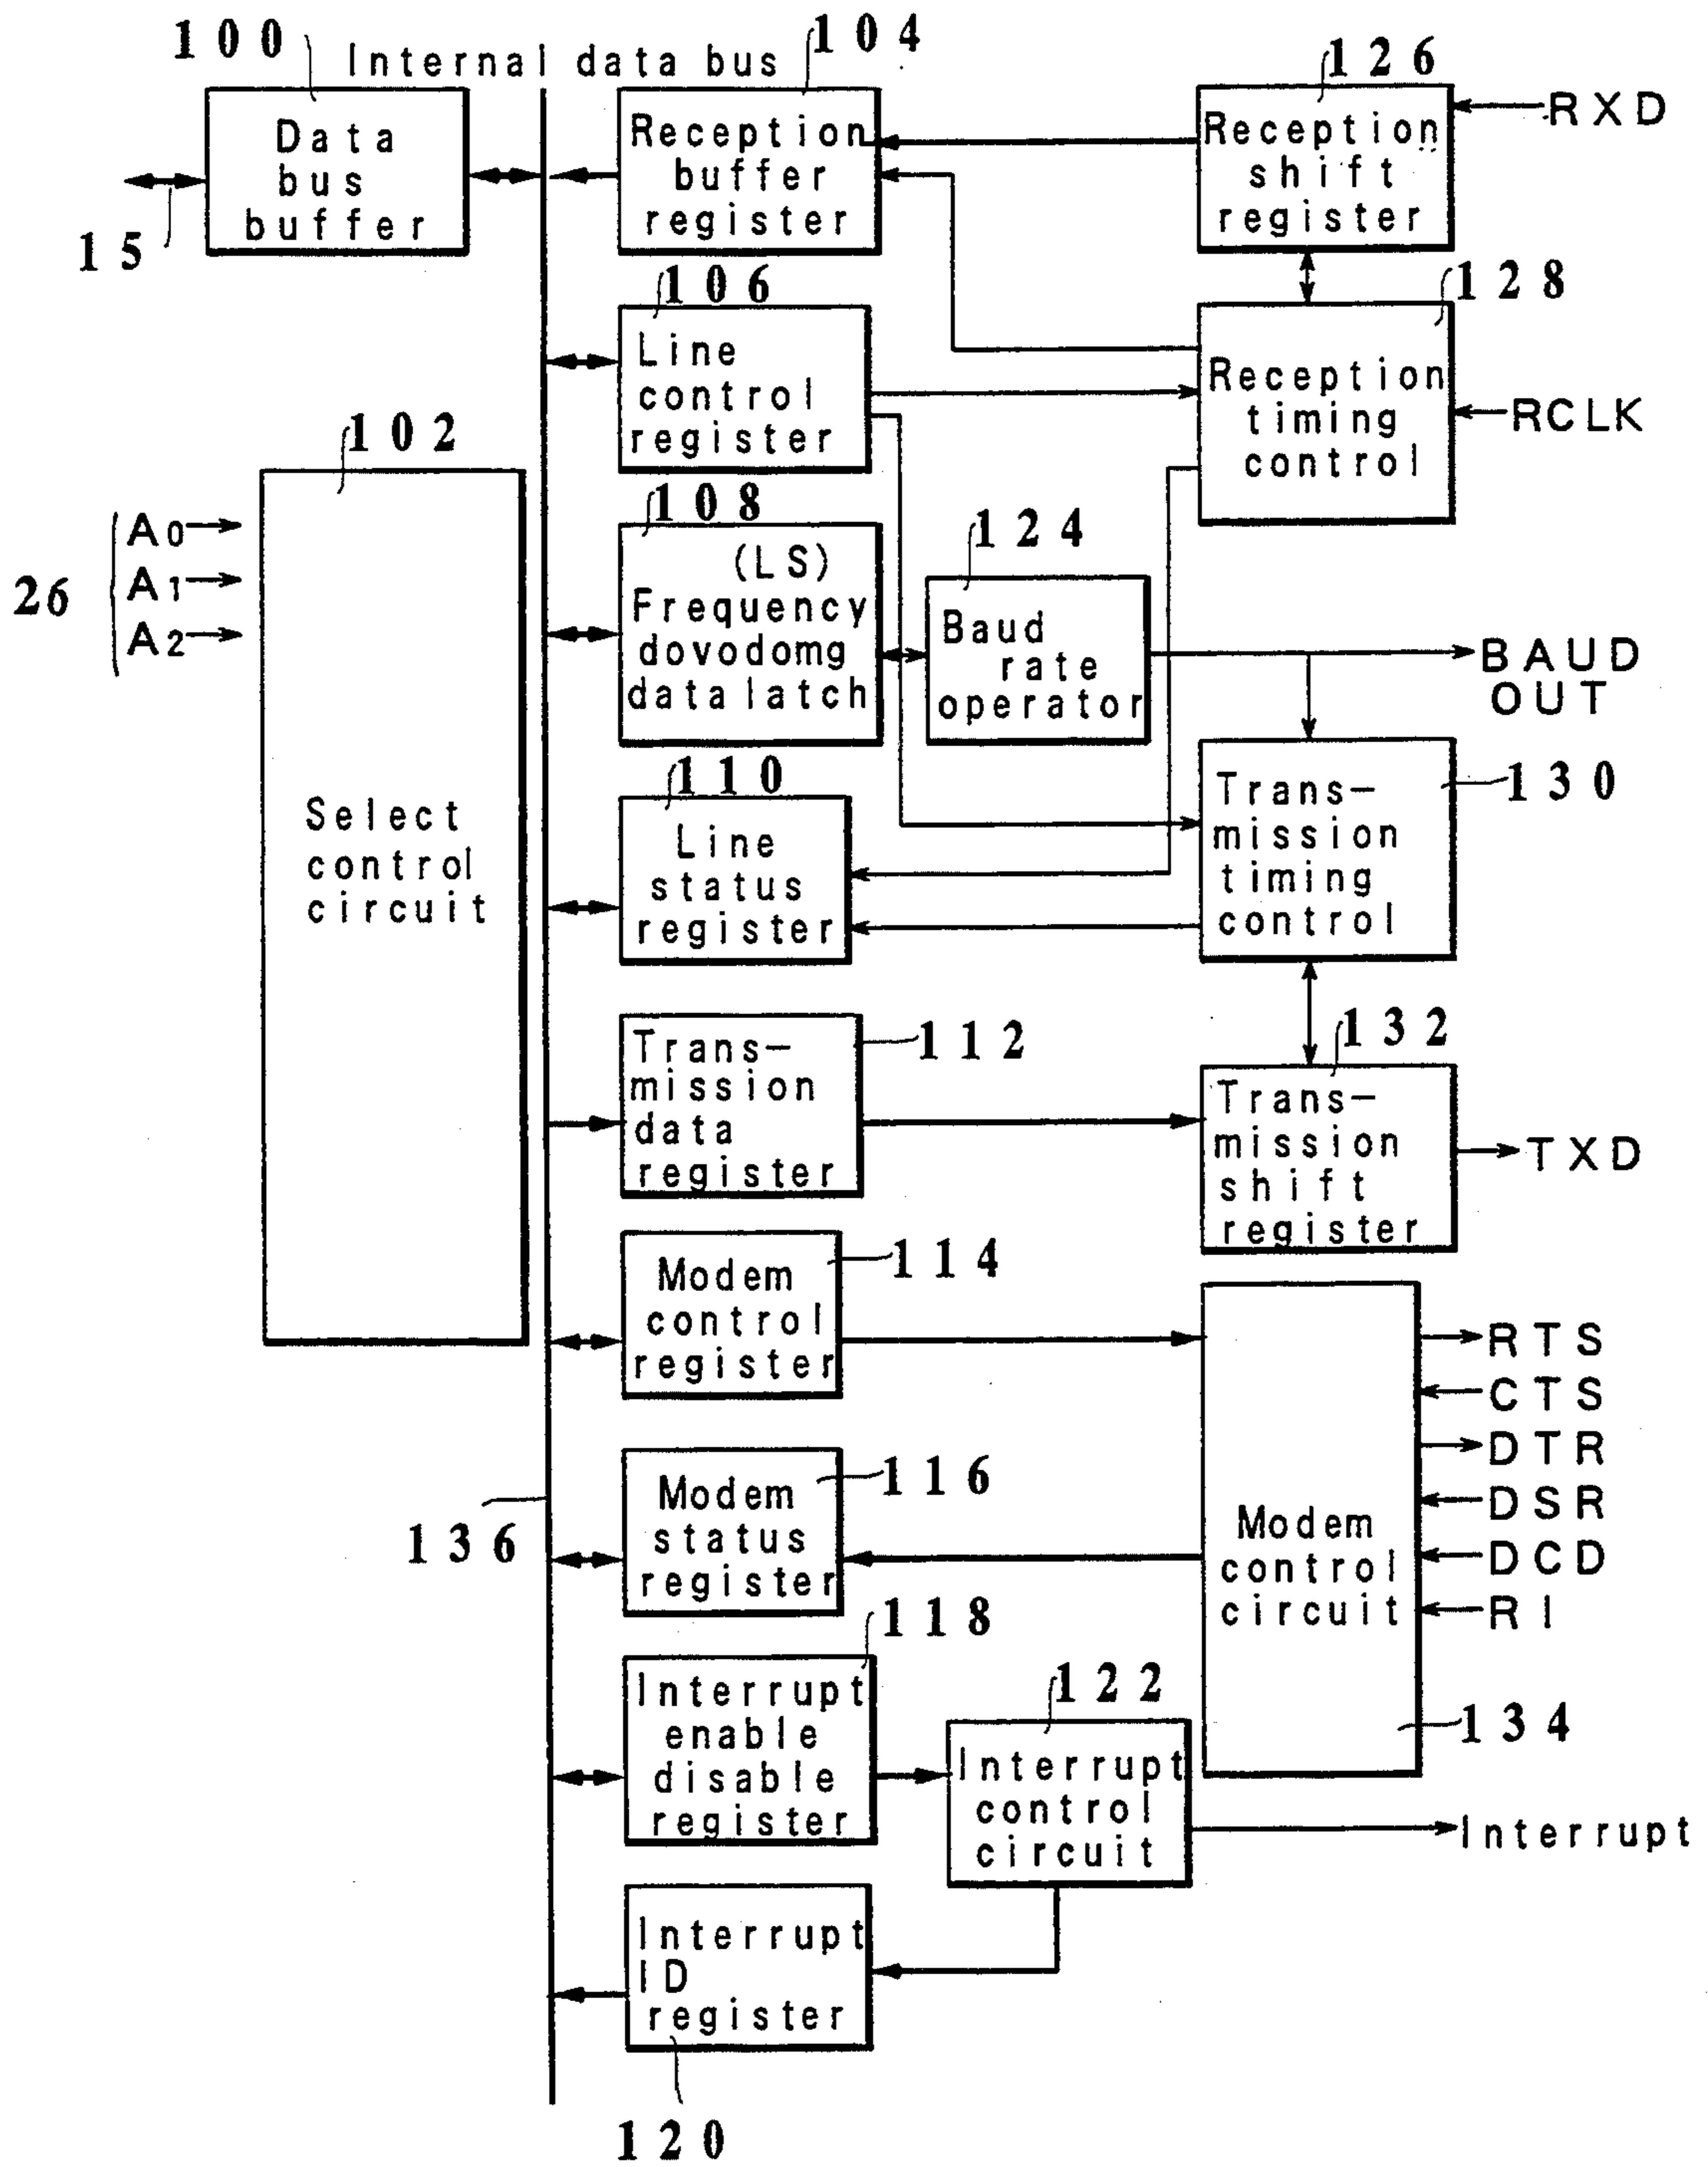 100
Internal data bus
104
126
RXD
Data
bus
buffer
15
Reception
buffer
register
Reception
shift
register
106
128
Line
control
register
Reception
timing
control
RCLK
102
108
124
26
A0
A1
A2
(LS)
Frequency
dovodomg
data latch
Baud
rate
operator
BAUD
OUT
110
130
Select
control
circuit
Line
status
register
Trans-
mission
timing
control
112
132
Trans-
mission
data
register
Trans-
mission
shift
register
TXD
114
Modem
control
register
RTS
CTS
DTR
DSR
DCD
RI
116
136
Modem
status
register
Modem
control
circuit
118
122
134
Interrupt
enable
disable
register
Interrupt
control
circuit
Interrupt
Interrupt
ID
register
120